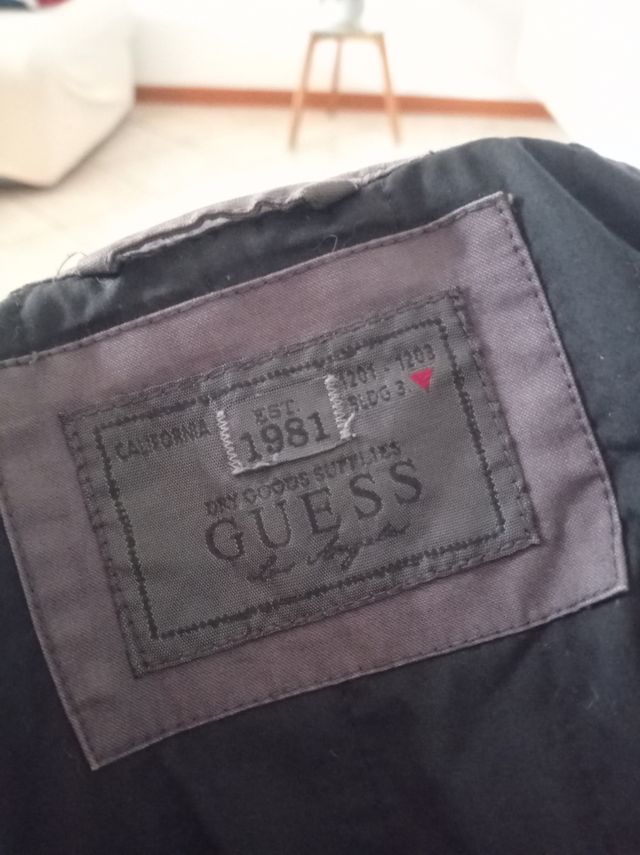 CALIFORNIA
EST.
1981
1201 - 1203
BLDG 3.
DRY GOODS SUPPLIES
GUESS
Los Angeles